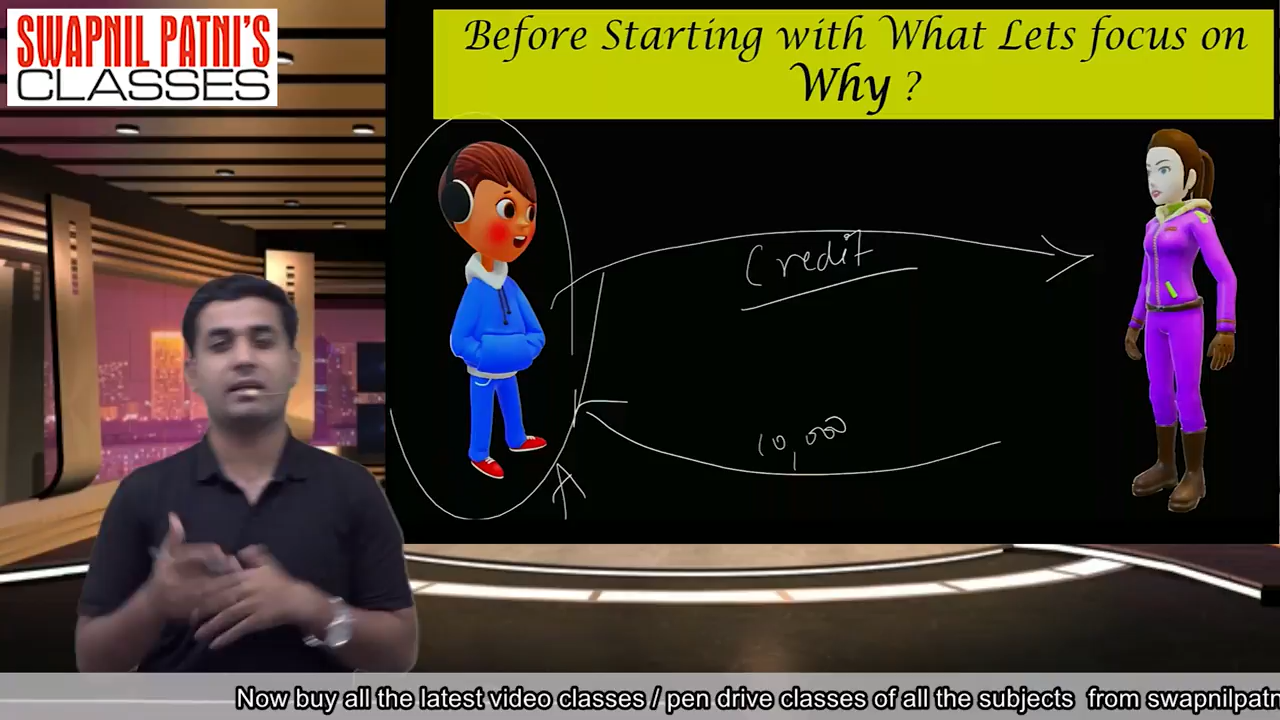 SWAPNIL PATNI'S
CLASSES
Before Starting with What Lets focus on
Why ?
Credit
10,000
Now buy all the latest video classes / pen drive classes of all the subjects from swapnilpatn